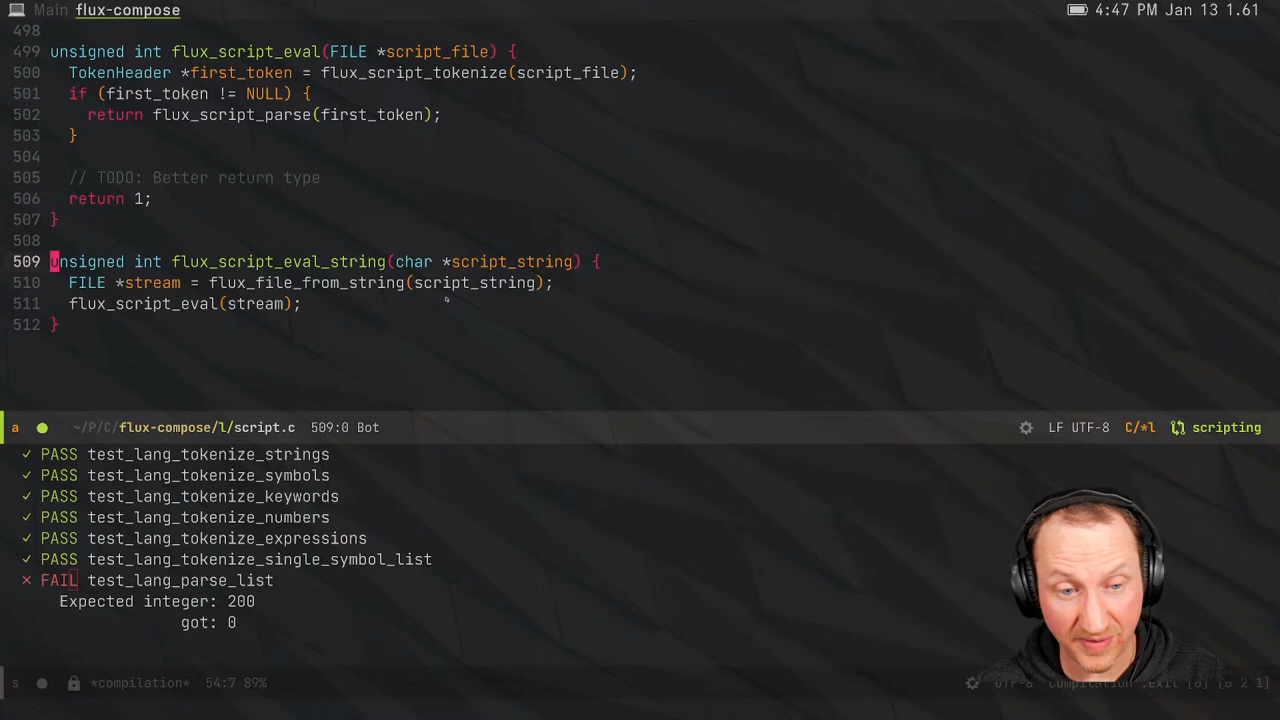 Main flux-compose
4:47 PM Jan 13 1.61
498
499 unsigned int flux_script_eval(FILE *script_file) {
500 TokenHeader *first_token = flux_script_tokenize(script_file);
501 if (first_token != NULL) {
502 return flux_script_parse(first_token);
503 }
504
505 // TODO: Better return type
506 return 1;
507 }
508
509 unsigned int flux_script_eval_string(char *script_string) {
510 FILE *stream = flux_file_from_string(script_string);
511 flux_script_eval(stream);
512 }
a ~/P/C/flux-compose/l/script.c 509:0 Bot LF UTF-8 C/*l scripting
✓ PASS test_lang_tokenize_strings
✓ PASS test_lang_tokenize_symbols
✓ PASS test_lang_tokenize_keywords
✓ PASS test_lang_tokenize_numbers
✓ PASS test_lang_tokenize_expressions
✓ PASS test_lang_tokenize_single_symbol_list
× FAIL test_lang_parse_list
Expected integer: 200
got: 0
s *compilation* 54:7 89% UTF-8